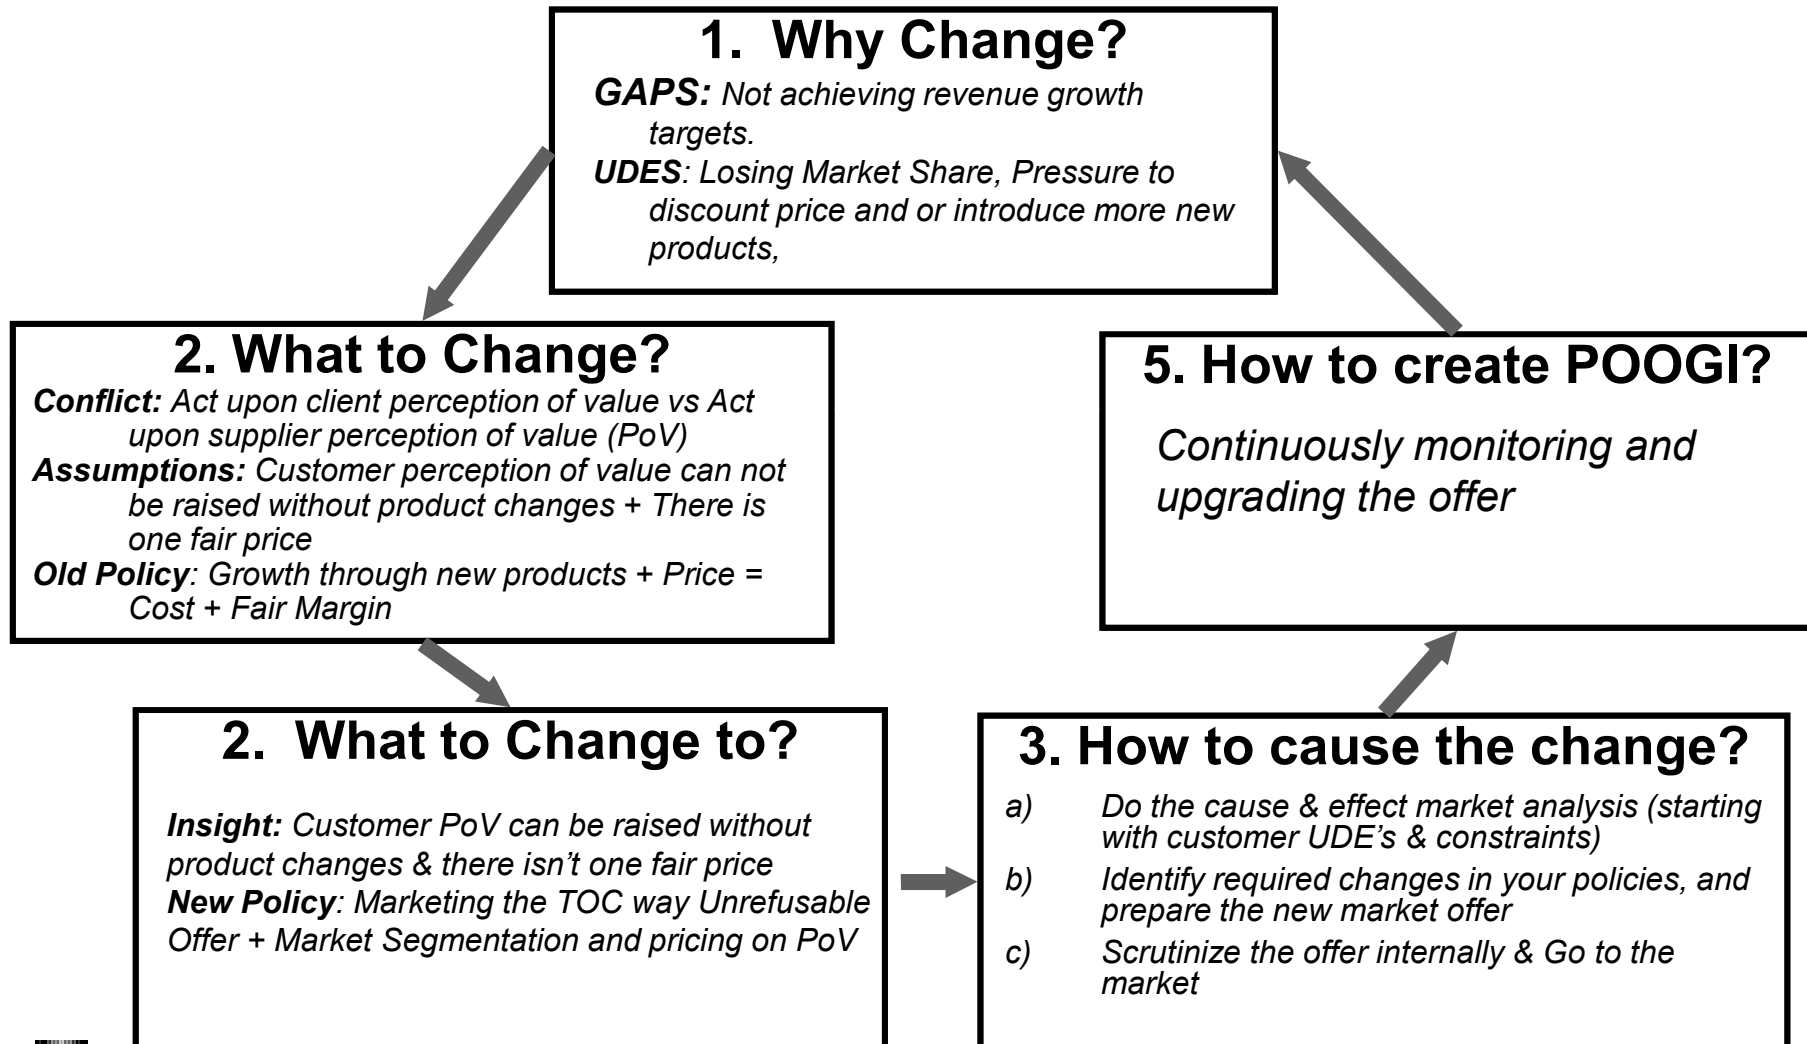 1. Why Change?
GAPS: Not achieving revenue growth
targets.
UDES: Losing Market Share, Pressure to
discount price and or introduce more new
products,
2. What to Change?
Conflict: Act upon client perception of value vs Act
upon supplier perception of value (PoV)
Assumptions: Customer perception of value can not
be raised without product changes + There is
one fair price
Old Policy: Growth through new products + Price =
Cost + Fair Margin
2. What to Change to?
Insight: Customer PoV can be raised without
product changes & there isn’t one fair price
New Policy: Marketing the TOC way Unrefusable
Offer + Market Segmentation and pricing on PoV
3. How to cause the change?
a) Do the cause & effect market analysis (starting
with customer UDE's & constraints)
b) Identify required changes in your policies, and
prepare the new market offer
c) Scrutinize the offer internally & Go to the
market
5. How to create POOGI?
Continuously monitoring and
upgrading the offer